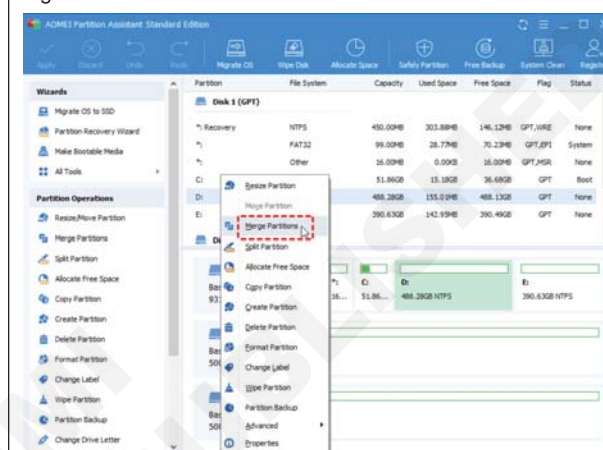 AOMEI Partition Assistant Standard Edition
Apply Discard Undo Redo Migrate OS Wipe Disk Allocate Space Safely Partition Free Backup System Clean
Wizards
Migrate OS to SSD
Partition Recovery Wizard
Make Bootable Media
All Tools
Partition Operations
Resize/Move Partition
Merge Partitions
Split Partition
Allocate Free Space
Copy Partition
Create Partition
Delete Partition
Format Partition
Change Label
Wipe Partition
Partition Backup
Change Drive Letter
Partition File System Capacity Used Space Free Space Flag Status
Disk 1 (GPT)
*: Recovery NTFS 450.00MB 303.88MB 146.12MB GPT,WRE None
*: FAT32 99.00MB 28.77MB 70.23MB GPT,EFI System
*: Other 16.00MB 0.00KB 16.00MB GPT,MSR None
C: 51.86GB 15.18GB 36.68GB GPT Boot
D: 488.28GB 155.01MB 488.13GB GPT None
E: 390.63GB 142.95MB 390.49GB GPT None
Resize Partition
Move Partition
Merge Partitions
Split Partition
Allocate Free Space
Copy Partition
Create Partition
Delete Partition
Format Partition
Change Label
Wipe Partition
Partition Backup
Advanced
Properties
*: C: D: E:
16... 51.86... 488.28GB NTFS 390.63GB NTFS
Bas
Bas
500
Bas
500